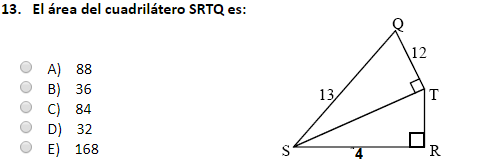 13. El área del cuadrilátero SRTQ es:
A) 88
B) 36
C) 84
D) 32
E) 168
Q
12
13
T
S
4
R